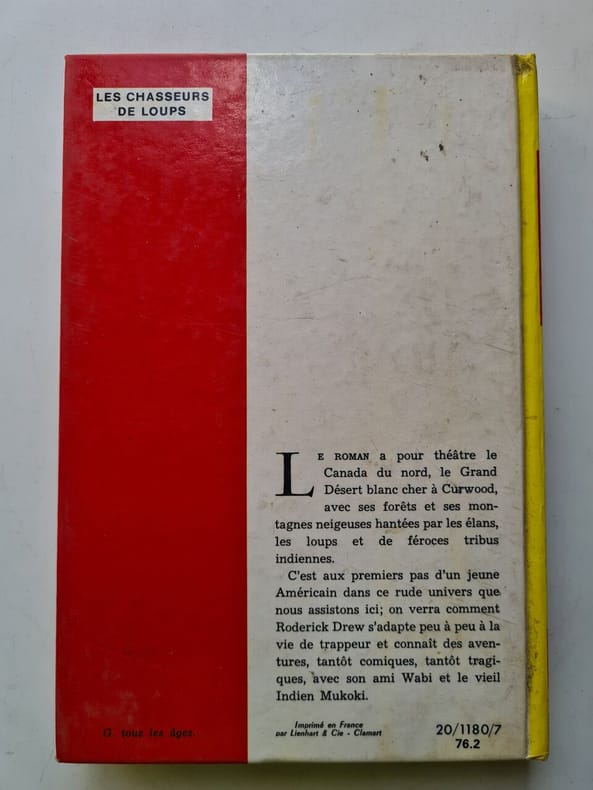 LES CHASSEURS
DE LOUPS
LE ROMAN a pour théâtre le
Canada du nord, le Grand
Désert blanc cher à Curwood,
avec ses forêts et ses mon-
tagnes neigeuses hantées par les élans,
les loups et de féroces tribus
indiennes.
C'est aux premiers pas d'un jeune
Américain dans ce rude univers que
nous assistons ici; on verra comment
Roderick Drew s'adapte peu à peu à la
vie de trappeur et connaît des aven-
tures, tantôt comiques, tantôt tragi-
ques, avec son ami Wabi et le vieil
Indien Mukoki.
G. tous les âges.
Imprimé en France
par Lienhart & Cie - Clamart
20/1180/7
76.2